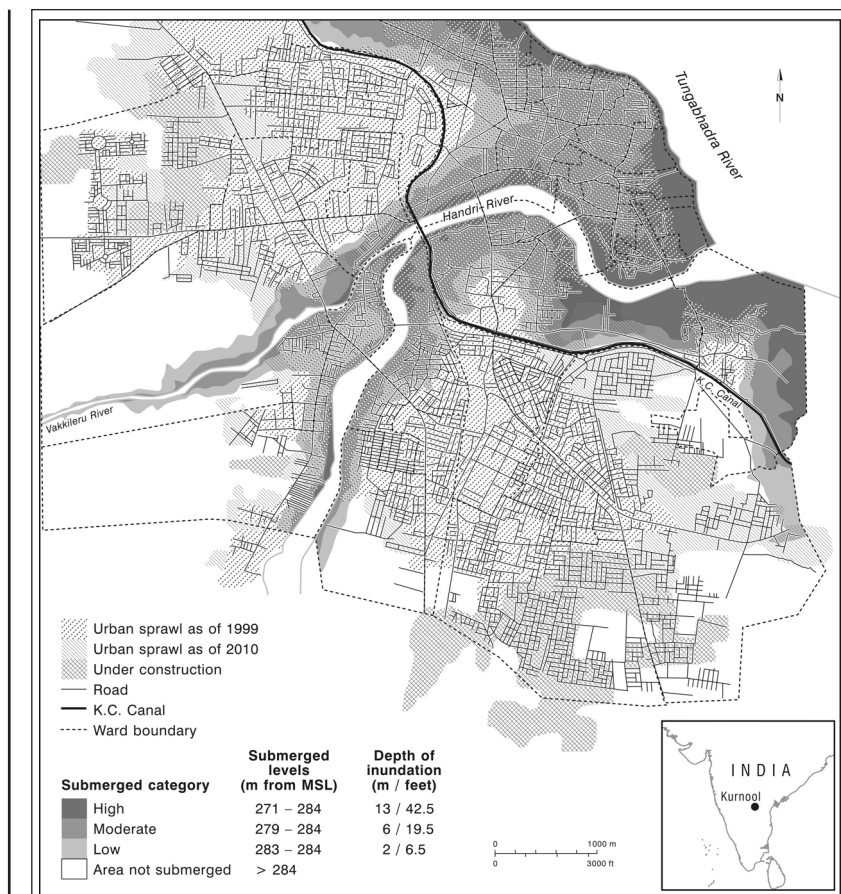 Tungabhadra River
N
Handri River
K.C. Canal
Vakkileru River
Urban sprawl as of 1999
Urban sprawl as of 2010
Under construction
Road
K.C. Canal
Ward boundary
Submerged category
Submerged levels (m from MSL)
Depth of inundation (m / feet)
High 271 – 284 13 / 42.5
Moderate 279 – 284 6 / 19.5
Low 283 – 284 2 / 6.5
Area not submerged > 284
0 1000 m
0 3000 ft
INDIA
Kurnool